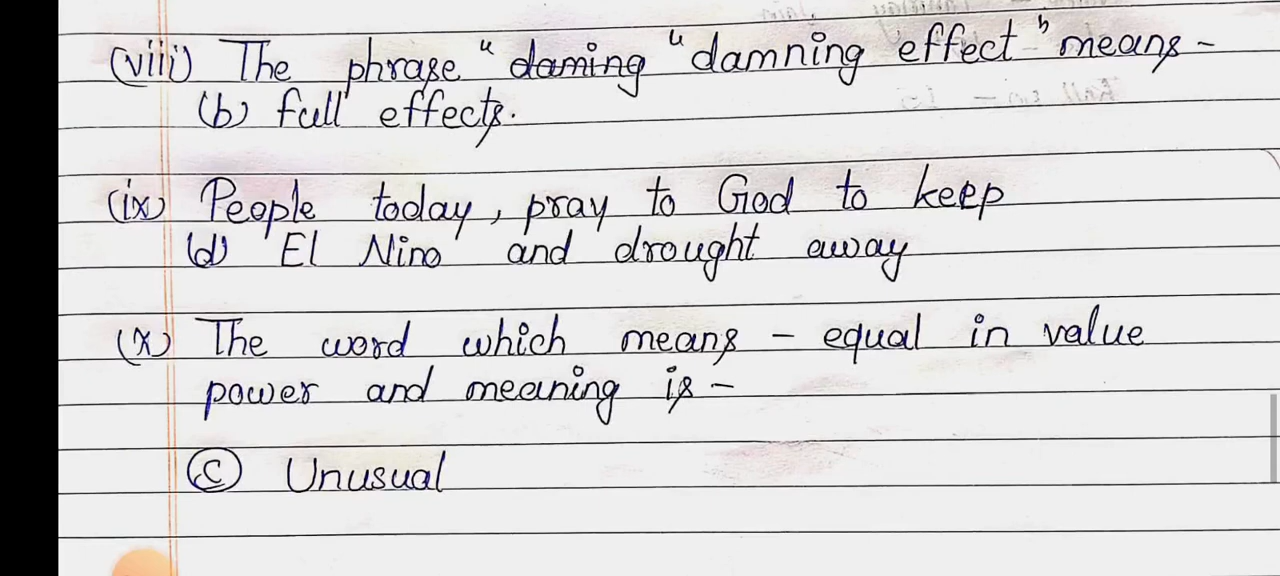 (viii) The phrase "daming "damning effect" means -
(b) full effects.
(ix) People today, pray to God to keep
(d) El Nino and drought away
(x) The word which means - equal in value
power and meaning is -
(c) Unusual